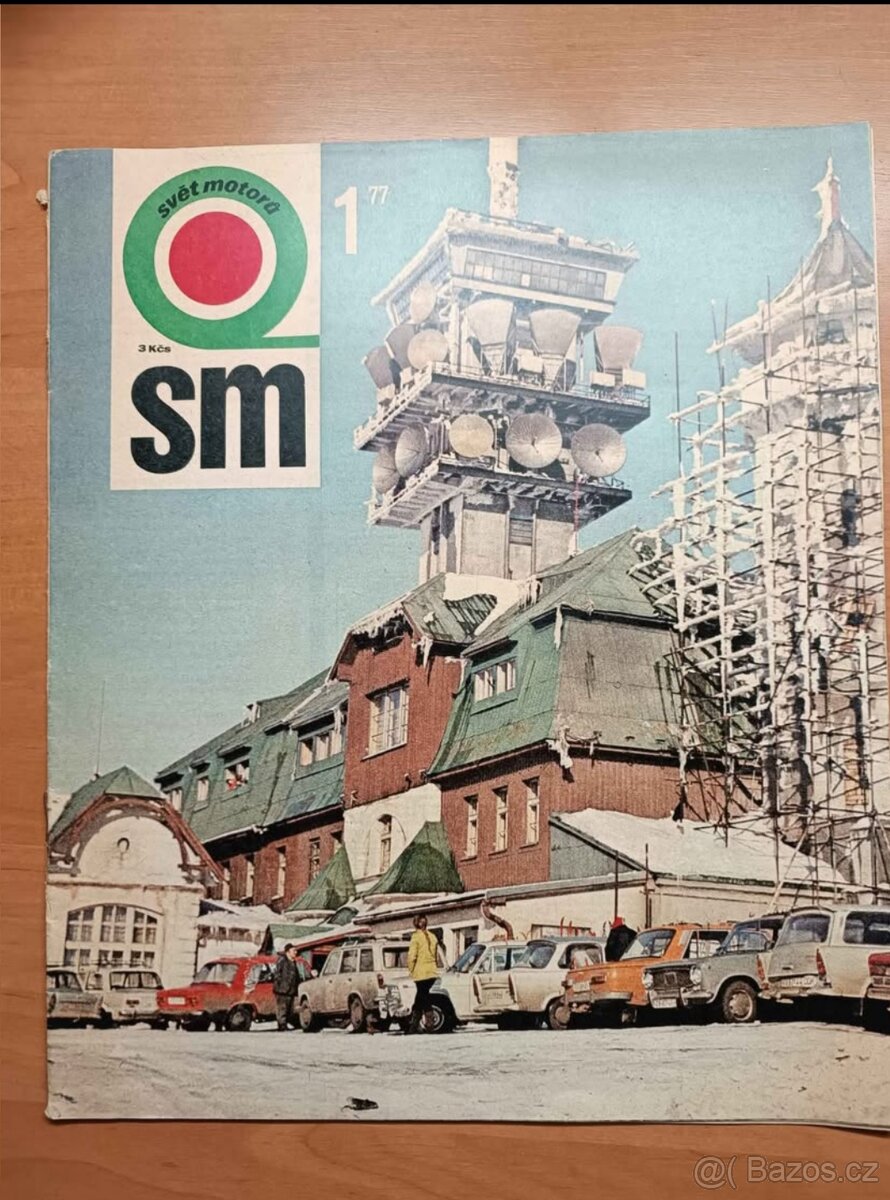 svět motorů
1 77
3 Kčs
sm
@( Bazos.cz